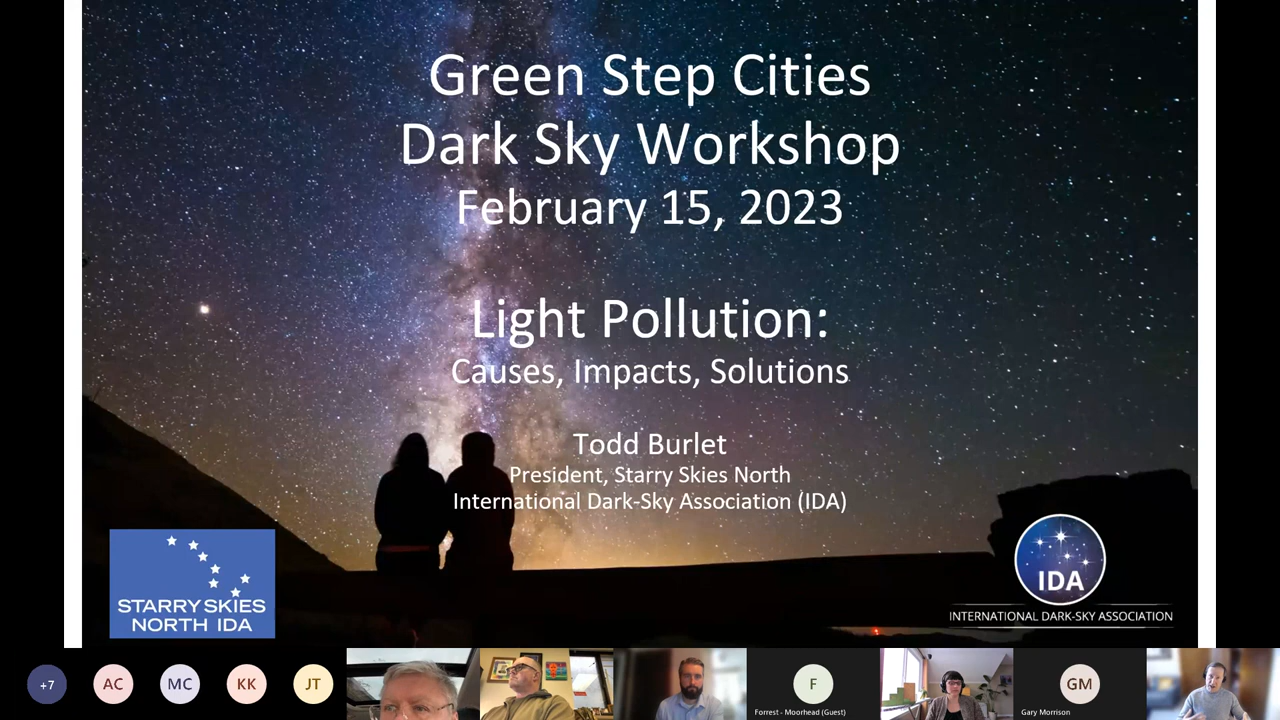 Green Step Cities
Dark Sky Workshop
February 15, 2023
Light Pollution:
Causes, Impacts, Solutions
Todd Burlet
President, Starry Skies North
International Dark-Sky Association (IDA)
STARRY SKIES
NORTH IDA
IDA
INTERNATIONAL DARK-SKY ASSOCIATION
+7
AC
MC
KK
JT
F
Forrest - Moorhead (Guest)
GM
Gary Morrison